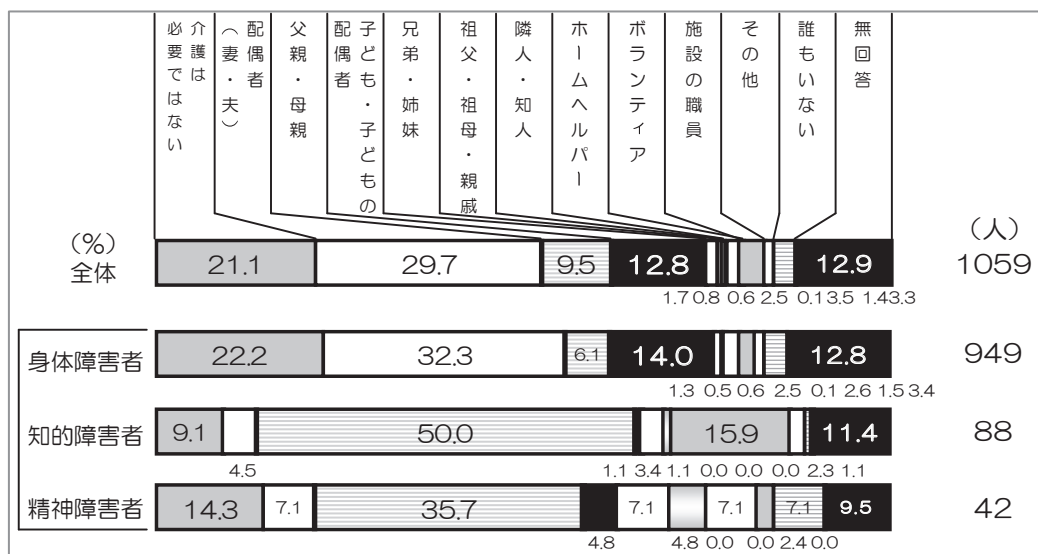 介護は
必要ではない
配偶者
（妻・夫）
父親・母親
子ども・子どもの
配偶者
兄弟・姉妹
祖父・祖母・親戚
隣人・知人
ホームヘルパー
ボランティア
施設の職員
その他
誰もいない
無回答
（%）
（人）
全体
21.1 29.7 9.5 12.8 12.9
1059
1.7 0.8 0.6 2.5 0.1 3.5 1.4 3.3
身体障害者
22.2 32.3 6.1 14.0 12.8
949
1.3 0.5 0.6 2.5 0.1 2.6 1.5 3.4
知的障害者
9.1 50.0 15.9 11.4
88
4.5 1.1 3.4 1.1 0.0 0.0 0.0 2.3 1.1
精神障害者
14.3 7.1 35.7 7.1 7.1 7.1 9.5
42
4.8 4.8 0.0 0.0 2.4 0.0